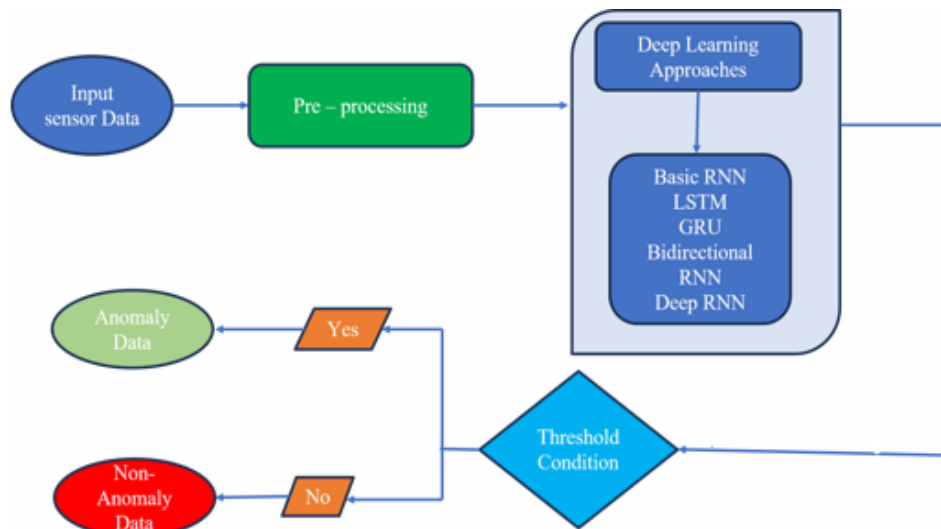 Input
sensor Data
Pre – processing
Deep Learning
Approaches
Basic RNN
LSTM
GRU
Bidirectional
RNN
Deep RNN
Threshold
Condition
Yes
Anomaly
Data
No
Non-
Anomaly
Data